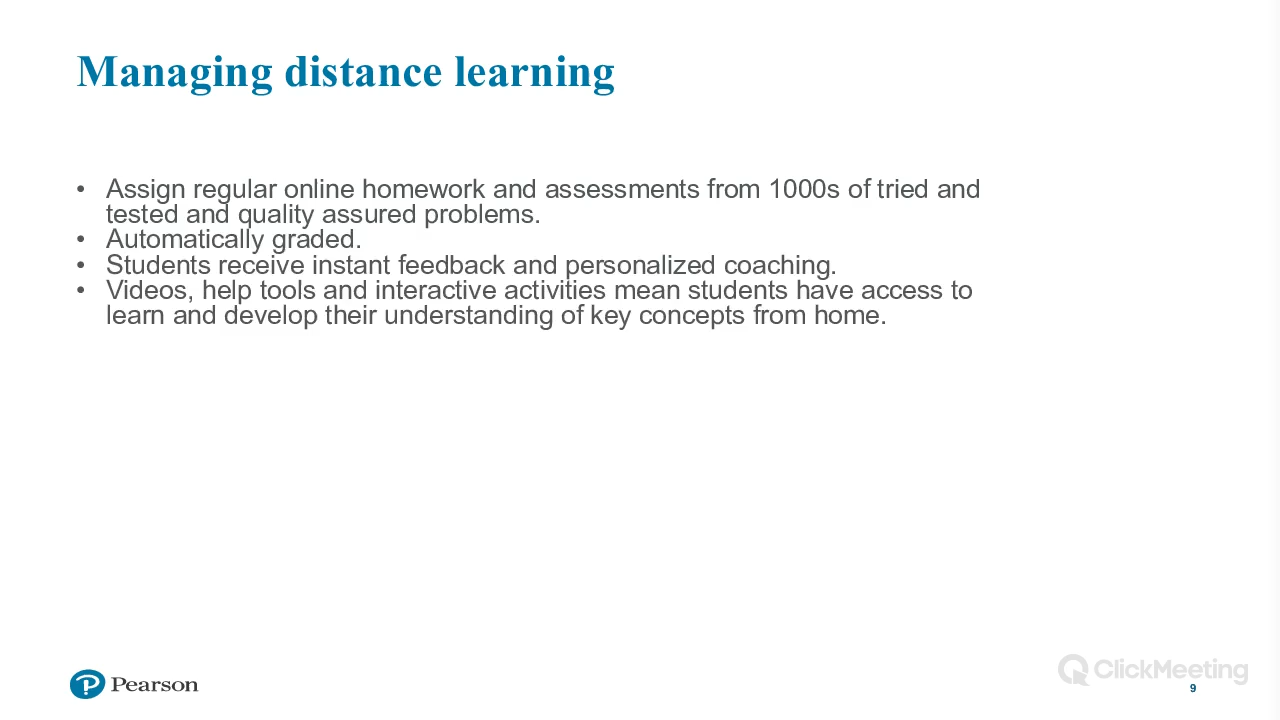 Managing distance learning
• Assign regular online homework and assessments from 1000s of tried and
tested and quality assured problems.
• Automatically graded.
• Students receive instant feedback and personalized coaching.
• Videos, help tools and interactive activities mean students have access to
learn and develop their understanding of key concepts from home.
Pearson
ClickMeeting
9